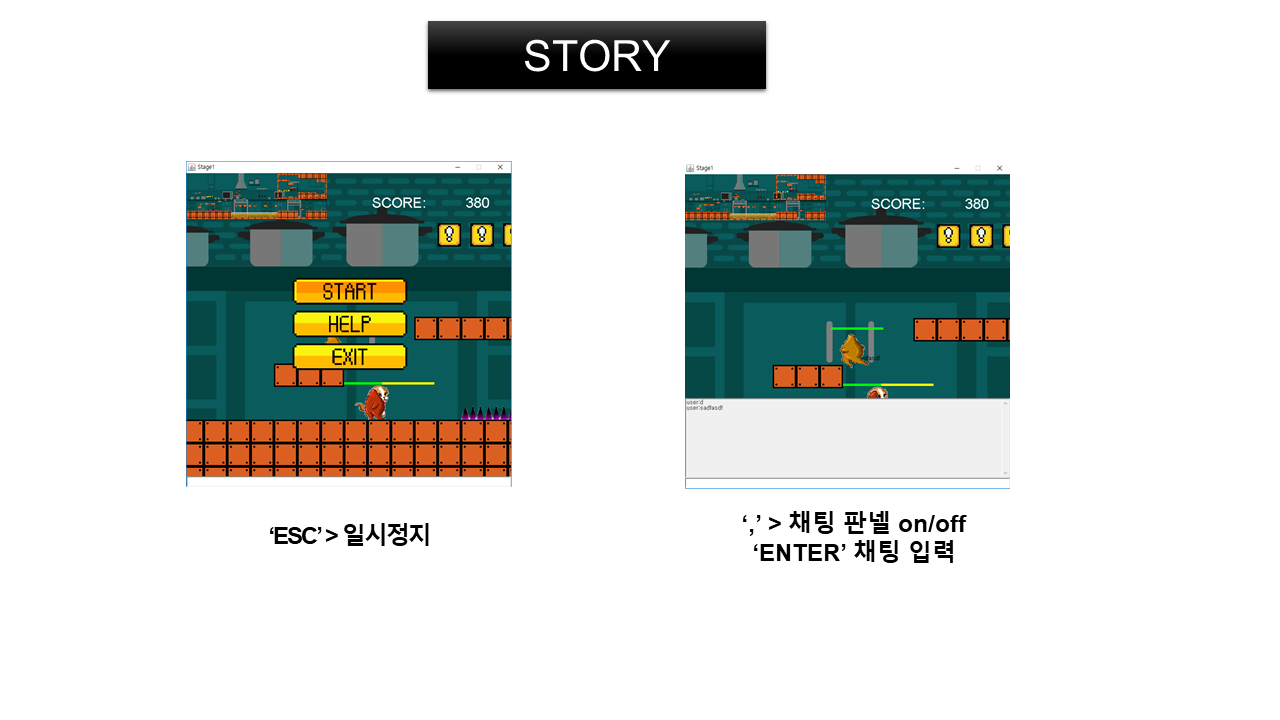 STORY
Stage1
SCORE: 380
START
HELP
EXIT
‘ESC’ > 일시정지
Stage1
SCORE: 380
user:d
user:sadfasdf
‘,’ > 채팅 판넬 on/off
‘ENTER’ 채팅 입력